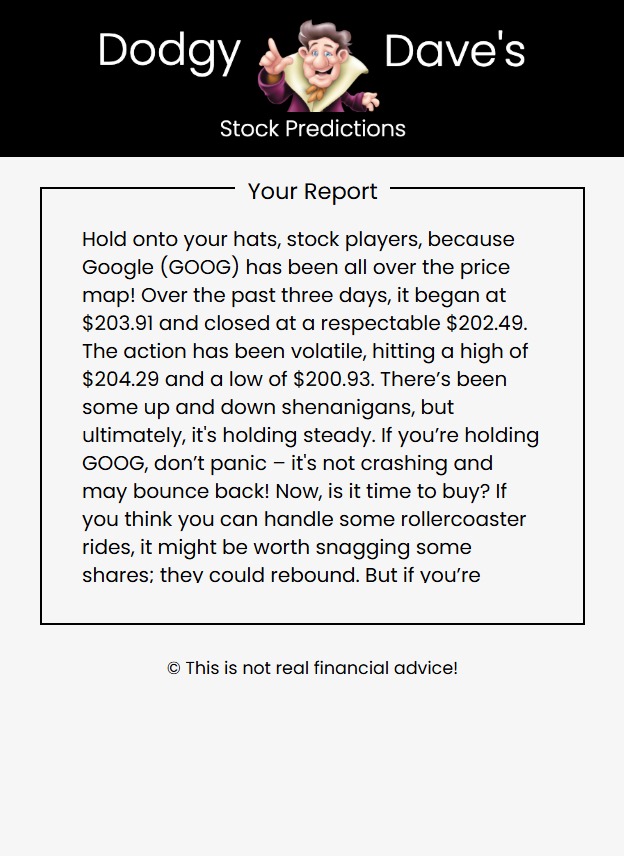 Dodgy Dave's
Stock Predictions
Your Report
Hold onto your hats, stock players, because
Google (GOOG) has been all over the price
map! Over the past three days, it began at
$203.91 and closed at a respectable $202.49.
The action has been volatile, hitting a high of
$204.29 and a low of $200.93. There’s been
some up and down shenanigans, but
ultimately, it's holding steady. If you’re holding
GOOG, don’t panic – it's not crashing and
may bounce back! Now, is it time to buy? If
you think you can handle some rollercoaster
rides, it might be worth snagging some
shares; they could rebound. But if you’re
© This is not real financial advice!